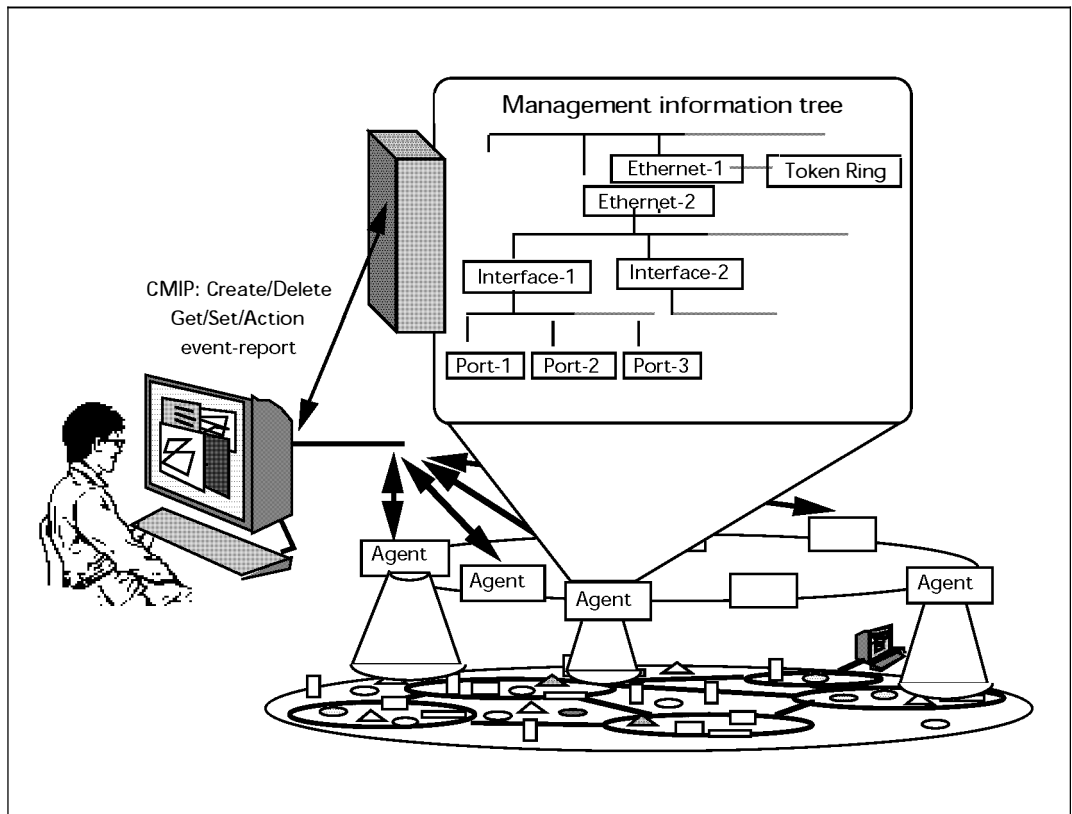 Management information tree
Ethernet-1
Token Ring
Ethernet-2
Interface-1
Interface-2
Port-1
Port-2
Port-3
CMIP: Create/Delete
Get/Set/Action
event-report
Agent
Agent
Agent
Agent